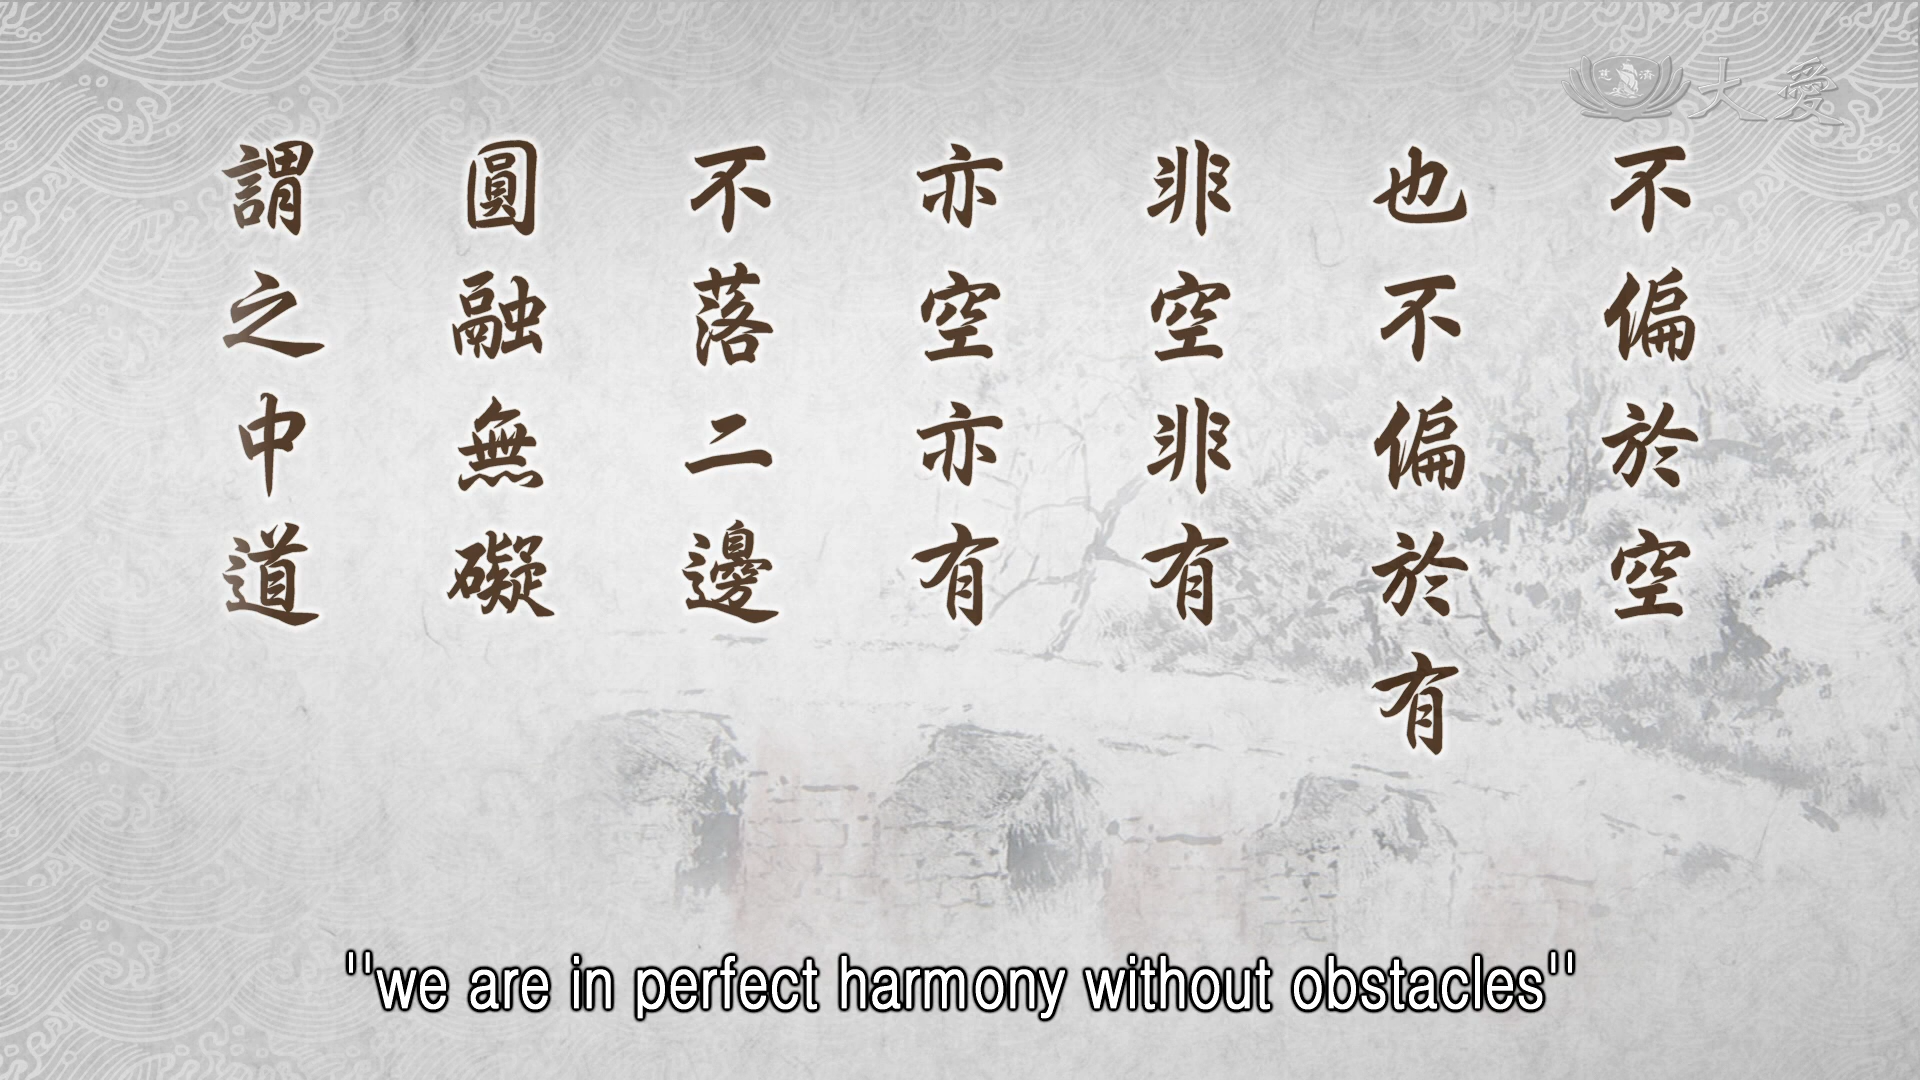 慈濟
大愛
不偏於空
也不偏於有
非空非有
亦空亦有
不落二邊
圓融無礙
謂之中道
"we are in perfect harmony without obstacles"